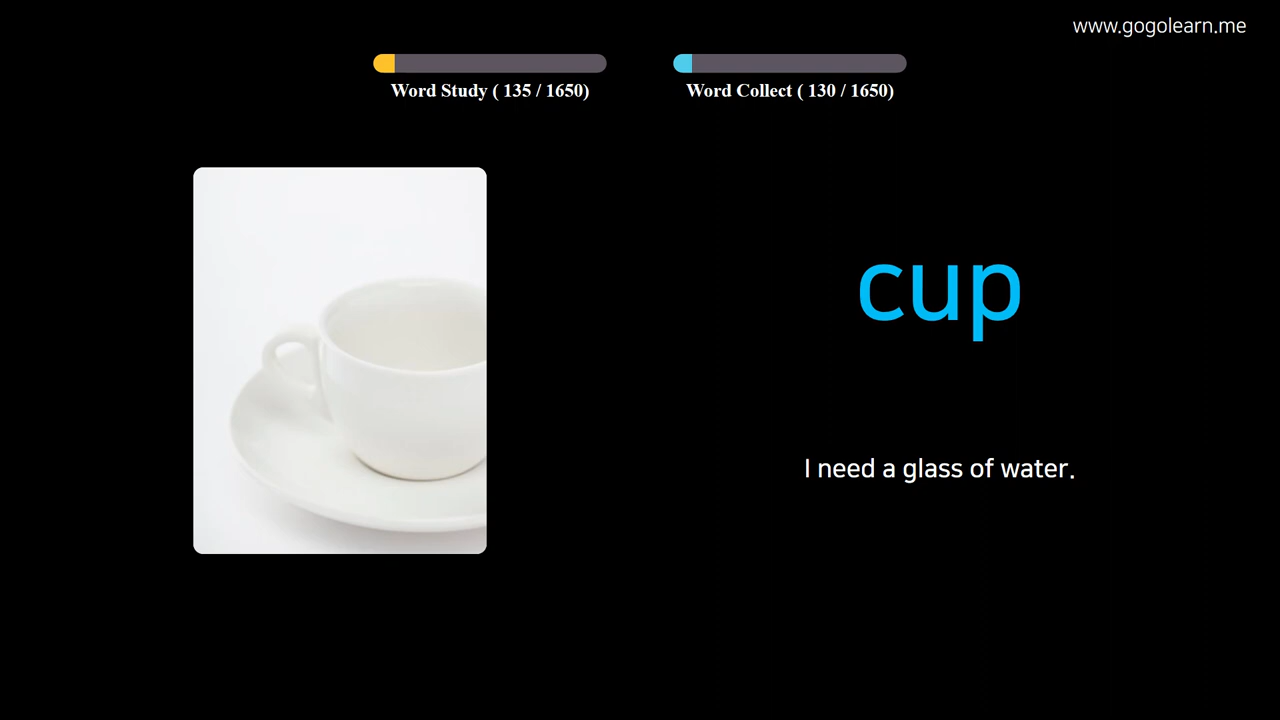 www.gogolearn.me
Word Study ( 135 / 1650)
Word Collect ( 130 / 1650)
cup
I need a glass of water.